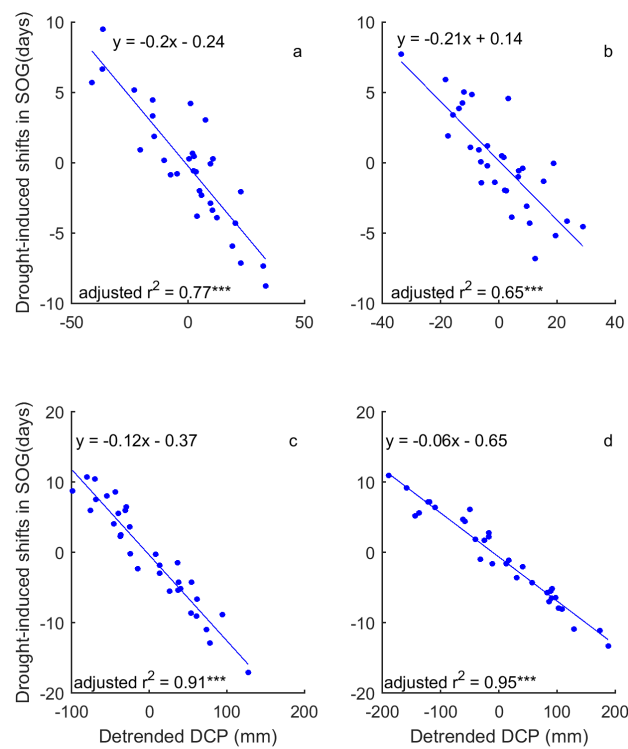 10
y = -0.2x - 0.24
a
5
0
-5
-10
adjusted r2 = 0.77***
-50
0
50
Drought-induced shifts in SOG(days)
10
y = -0.21x + 0.14
b
5
0
-5
-10
adjusted r2 = 0.65***
-40
-20
0
20
40
20
y = -0.12x - 0.37
c
10
0
-10
-20
adjusted r2 = 0.91***
-100
0
100
200
Drought-induced shifts in SOG(days)
Detrended DCP (mm)
20
y = -0.06x - 0.65
d
10
0
-10
-20
adjusted r2 = 0.95***
-200
-100
0
100
200
Detrended DCP (mm)